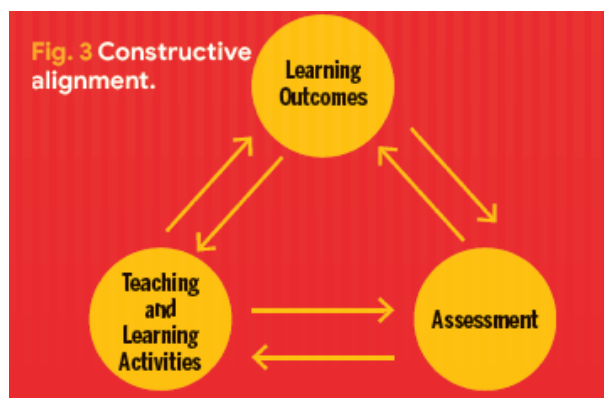 Fig. 3 Constructive
alignment.
Learning
Outcomes
Teaching
and
Learning
Activities
Assessment